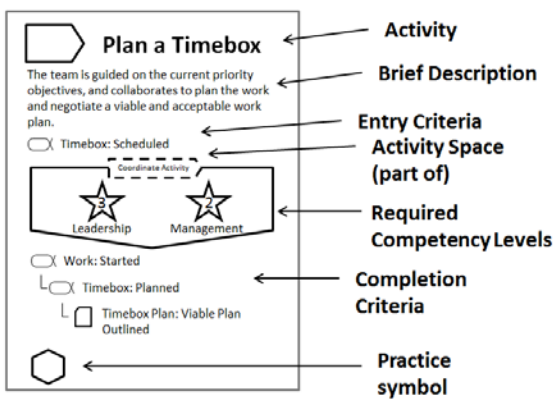 Plan a Timebox
The team is guided on the current priority
objectives, and collaborates to plan the work
and negotiate a viable and acceptable work
plan.
Timebox: Scheduled
Coordinate Activity
3
2
Leadership
Management
Work: Started
Timebox: Planned
Timebox Plan: Viable Plan
Outlined
Activity
Brief Description
Entry Criteria
Activity Space
(part of)
Required
Competency Levels
Completion
Criteria
Practice
symbol